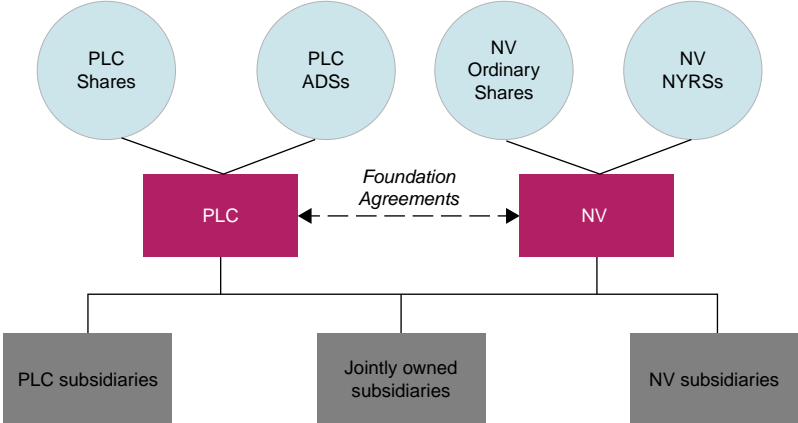 PLC
Shares
PLC
ADSs
NV
Ordinary
Shares
NV
NYRSs
Foundation
Agreements
PLC
NV
PLC subsidiaries
Jointly owned
subsidiaries
NV subsidiaries